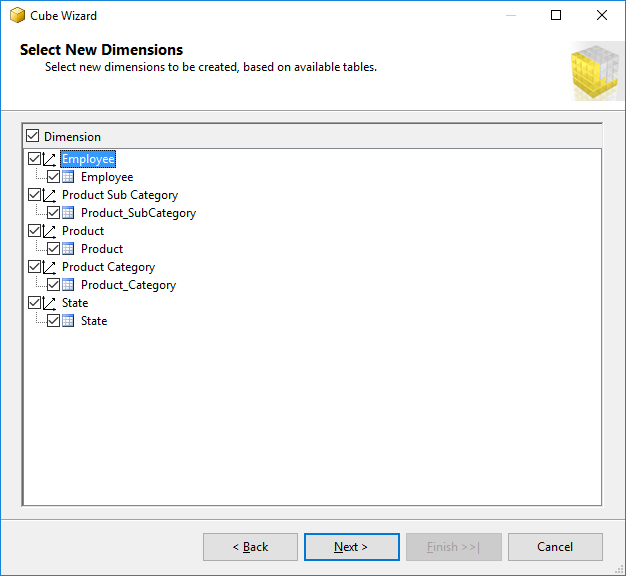 Cube Wizard
Select New Dimensions
Select new dimensions to be created, based on available tables.
Dimension
Employee
Employee
Product Sub Category
Product_SubCategory
Product
Product
Product Category
Product_Category
State
State
< Back
Next >
Finish >>|
Cancel